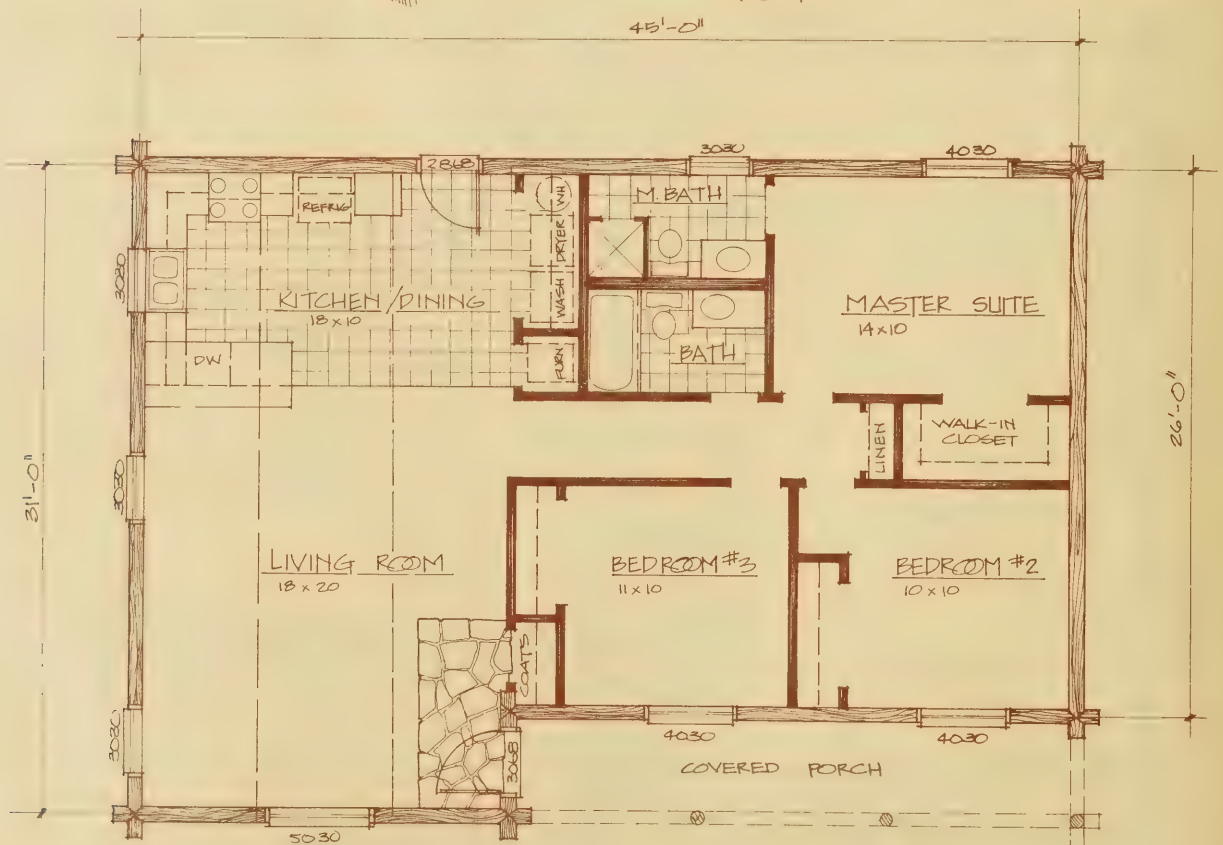 45'-0"
3030
4030
2868
M. BATH
REFRIG
WH
DRYER
WASH
3030
KITCHEN/DINING
18 x 10
MASTER SUITE
14 x 10
BATH
DW
FURN
26'-0"
WALK-IN
CLOSET
LINEN
31'-0"
3030
LIVING ROOM
18 x 20
BEDROOM #3
11 x 10
BEDROOM #2
10 x 10
COATS
3030
4030
4030
3068
COVERED PORCH
5030